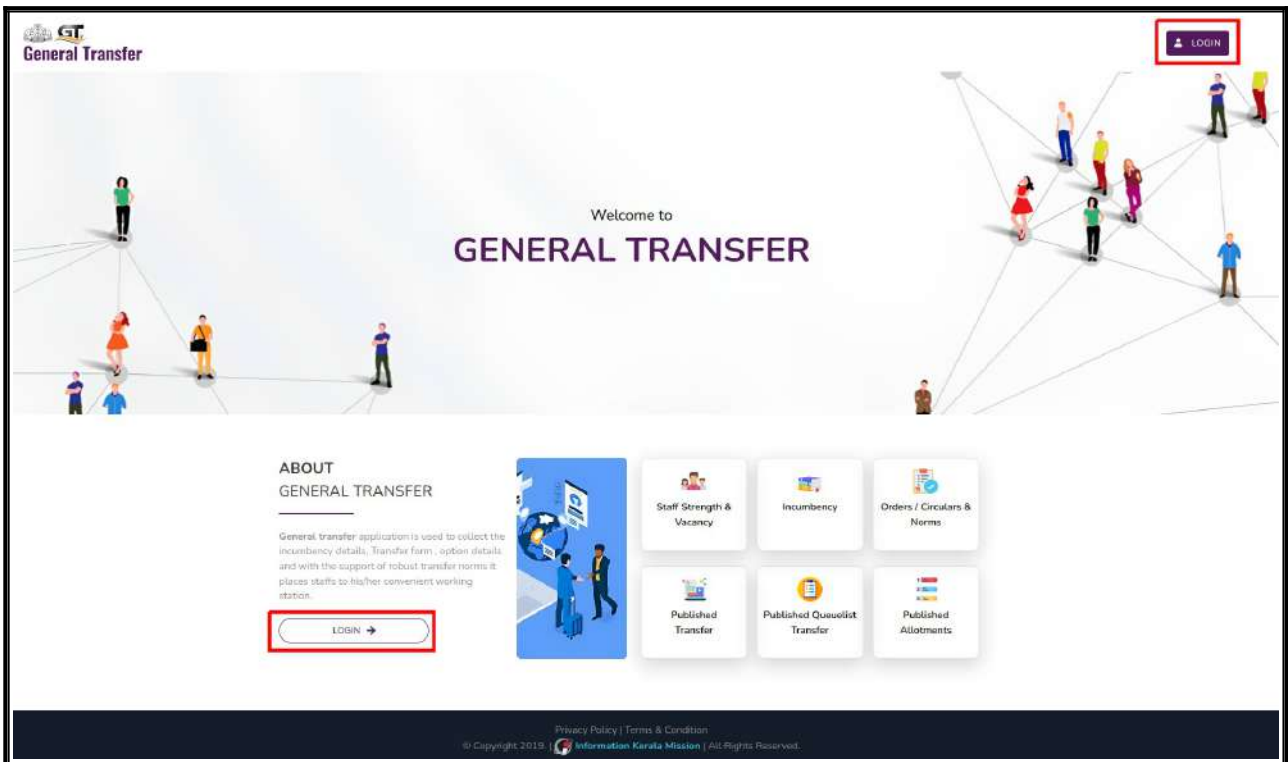 GT
General Transfer
LOGIN
Welcome to
GENERAL TRANSFER
ABOUT
GENERAL TRANSFER
General transfer application is used to collect the
incumbency details, Transfer form , option details
and with the support of robust transfer norms it
places staffs to his/her convenient working
station.
LOGIN →
Staff Strength &
Vacancy
Incumbency
Orders / Circulars &
Norms
Published
Transfer
Published Queuelist
Transfer
Published
Allotments
Privacy Policy | Terms & Condition
© Copyright 2019. | Information Kerala Mission | All Rights Reserved.